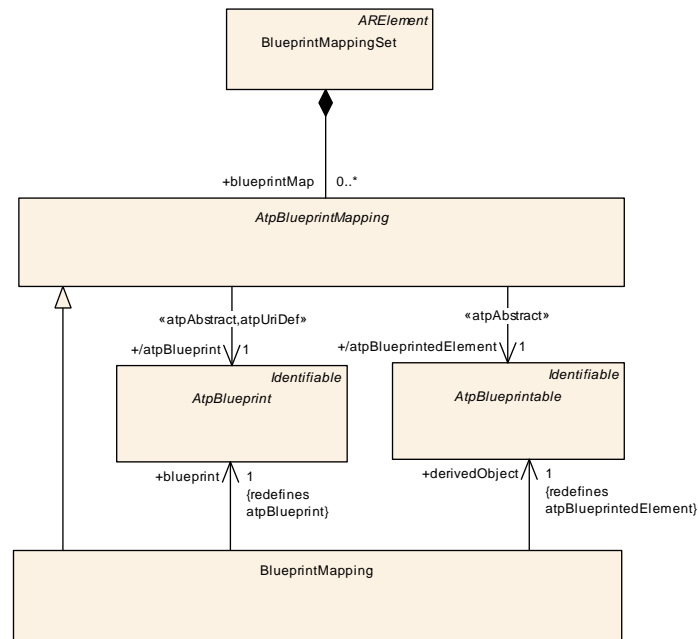 ARElement
BlueprintMappingSet
+blueprintMap 0..*
AtpBlueprintMapping
«atpAbstract,atpUriDef»
«atpAbstract»
+/atpBlueprint 1
+/atpBlueprintedElement 1
Identifiable
AtpBlueprint
Identifiable
AtpBlueprintable
+blueprint 1
{redefines
atpBlueprint}
+derivedObject 1
{redefines
atpBlueprintedElement}
BlueprintMapping